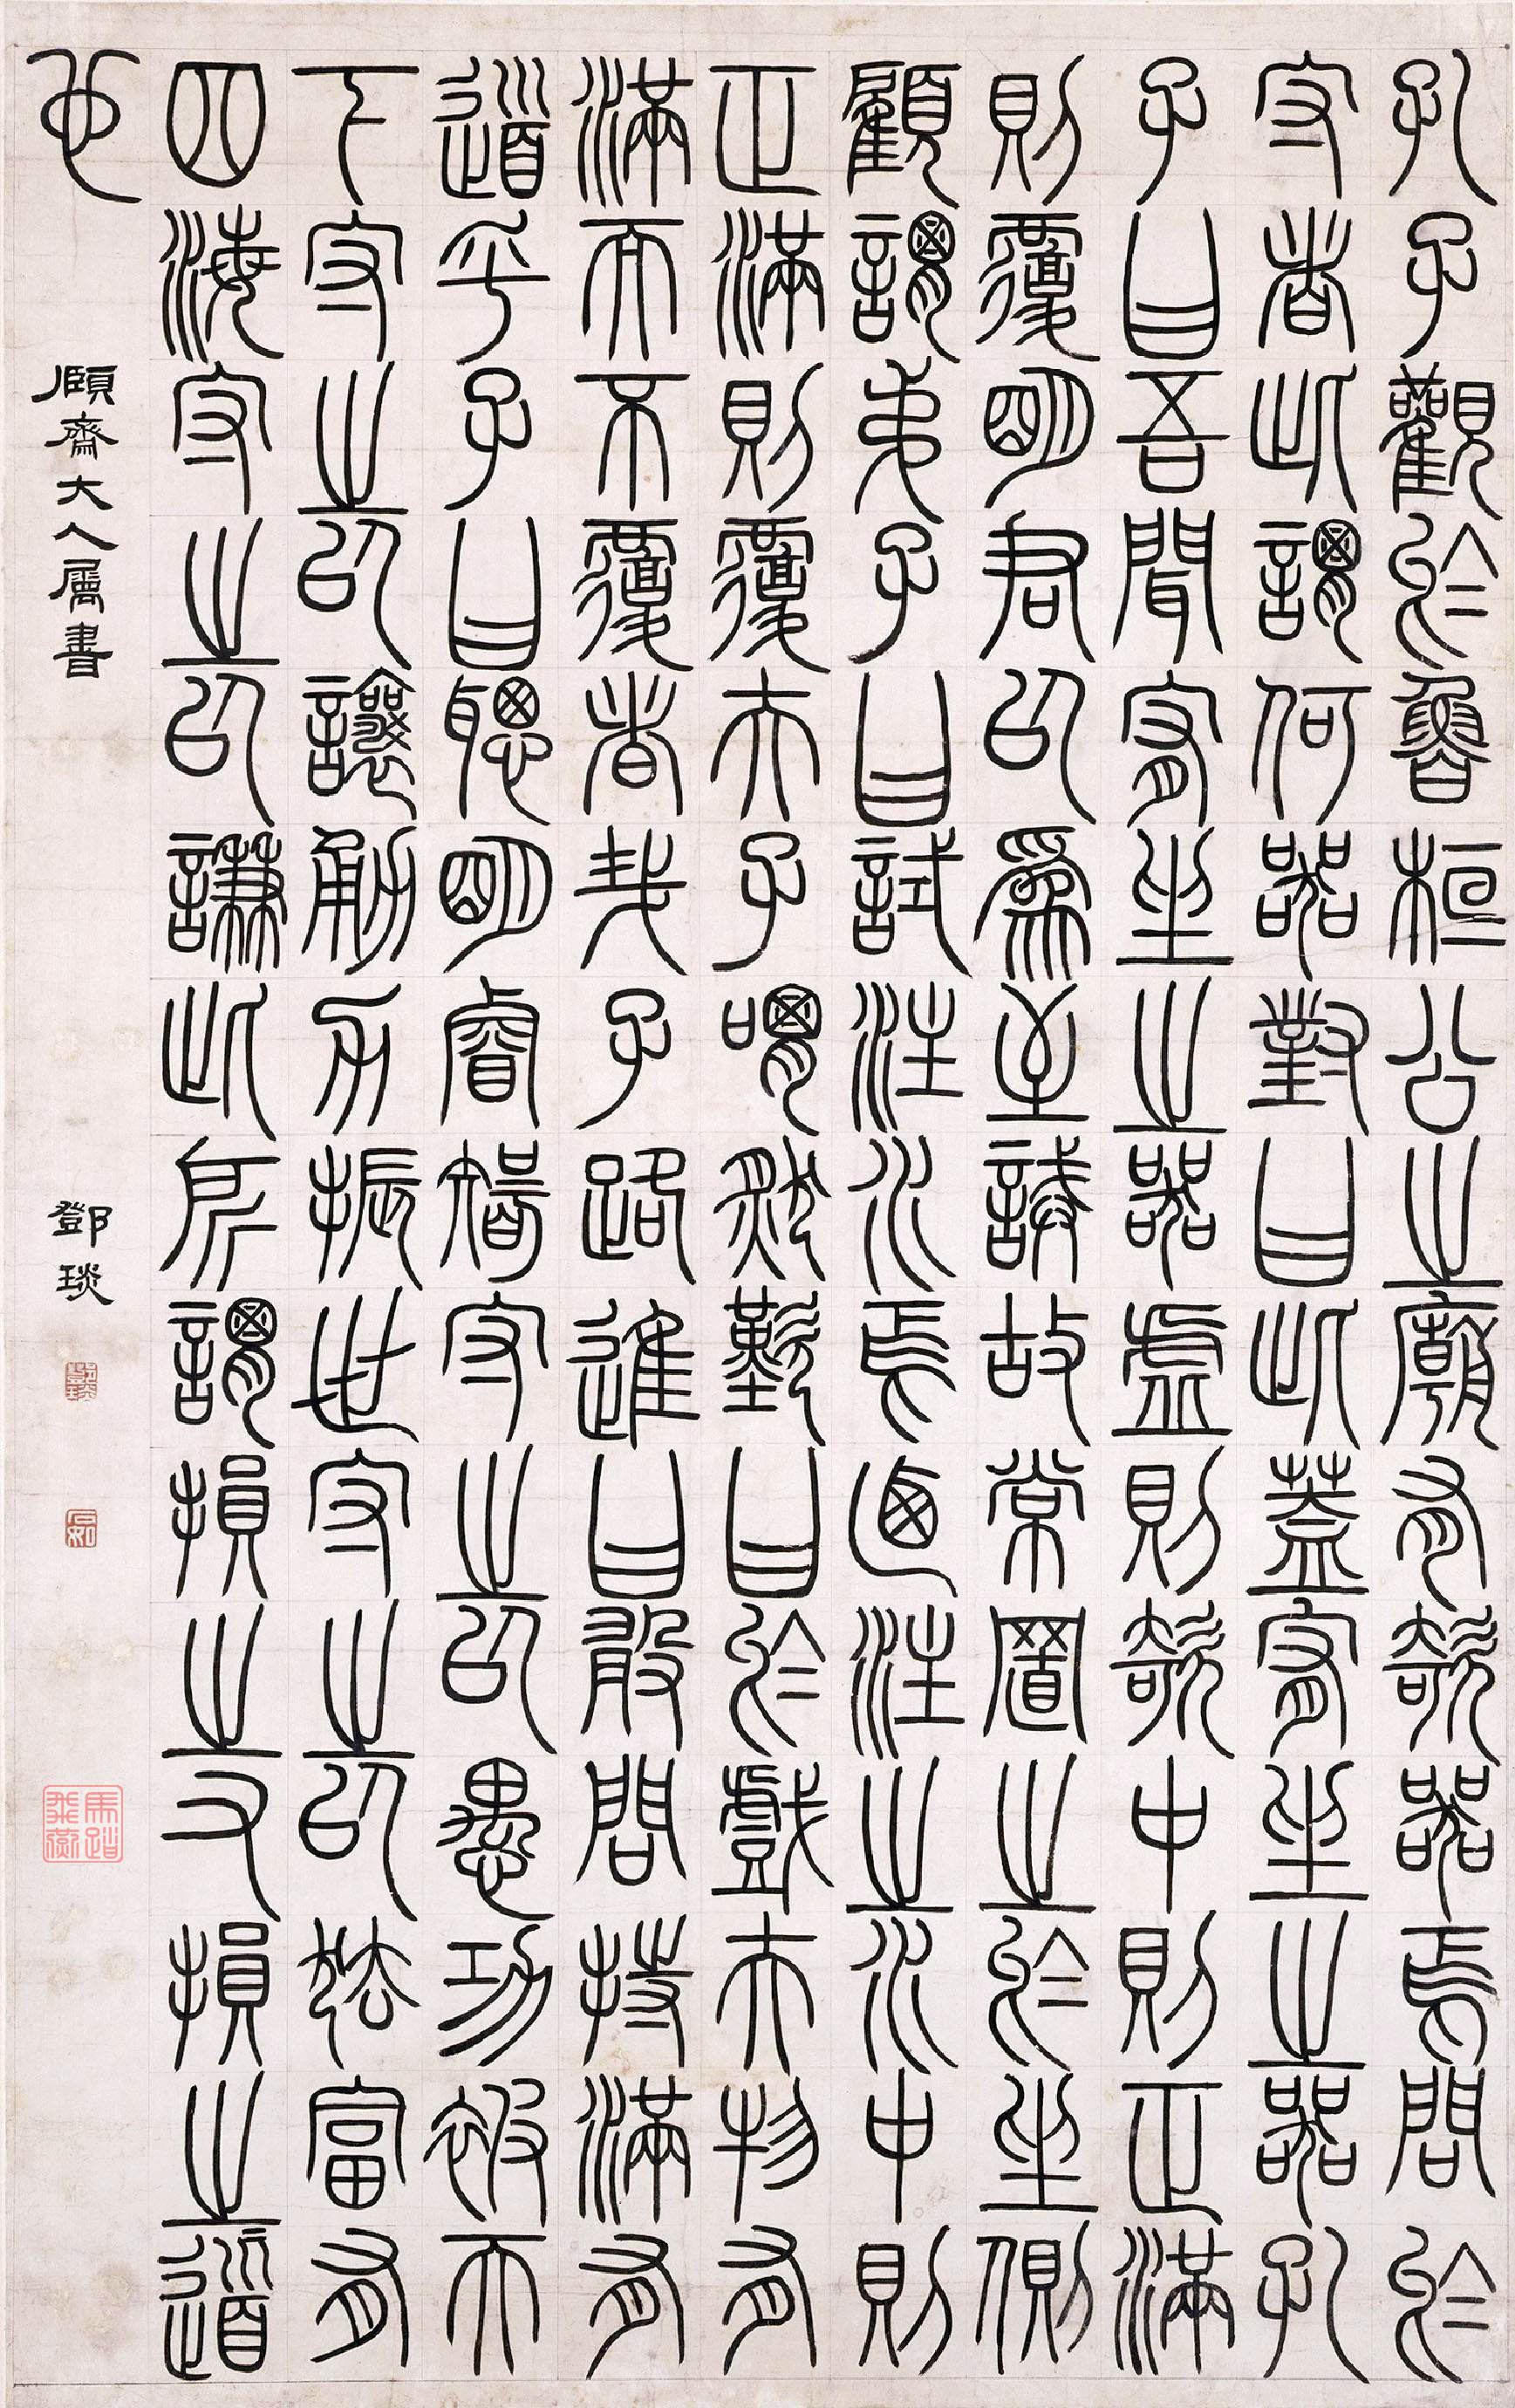 孔子觀於魯桓公之廟有欹器焉問於
守者此謂何器對曰此蓋宥坐之器孔
子曰吾聞宥坐之器虛則欹中則正滿
則覆明君以為至誡故常置之於坐側
顧謂弟子曰試注水焉迺注之水中則
正滿則覆夫子喟然歎曰於戲夫物有
滿而不覆者哉子路進曰敢問持滿有
道乎子曰聰明睿智守之以愚功被天
下守之以讓勇力振世守之以怯富有
四海守之以謙此所謂損之又損之道
也
頤齋大人屬書
鄧琰
鄧琰
石如